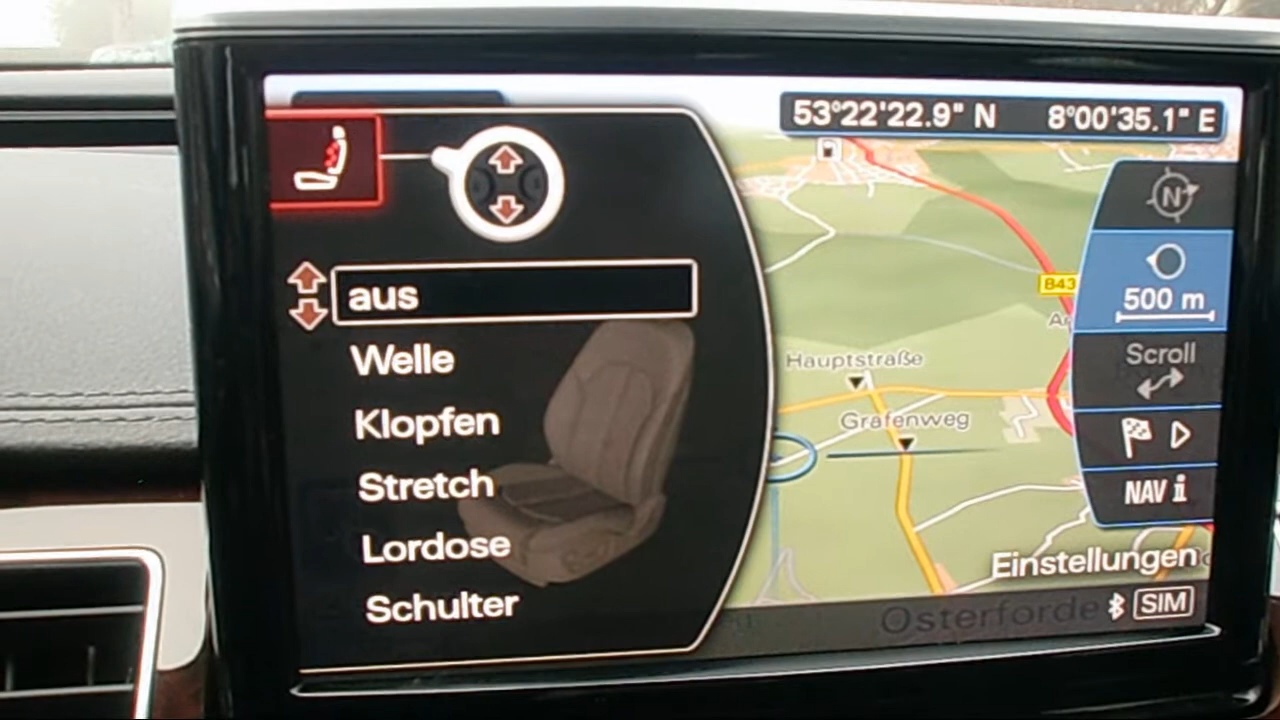 53°22'22.9" N 8°00'35.1" E
N
aus
Welle
Klopfen
Stretch
Lordose
Schulter
B43
500 m
Scroll
Hauptstraße
Grafenweg
NAV i
Einstellungen
Osterforde
SIM